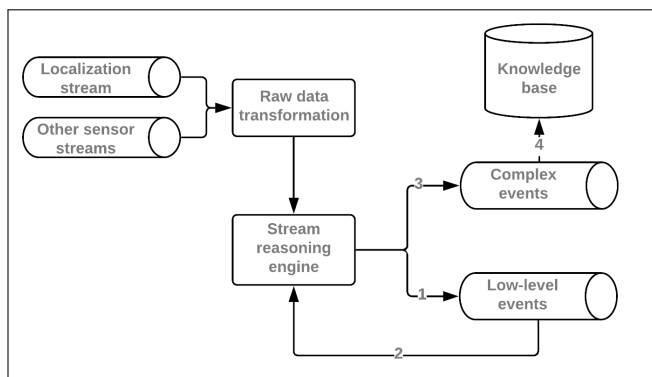 Localization
stream
Other sensor
streams
Raw data
transformation
Knowledge
base
4
Complex
events
3
Stream
reasoning
engine
1
Low-level
events
2